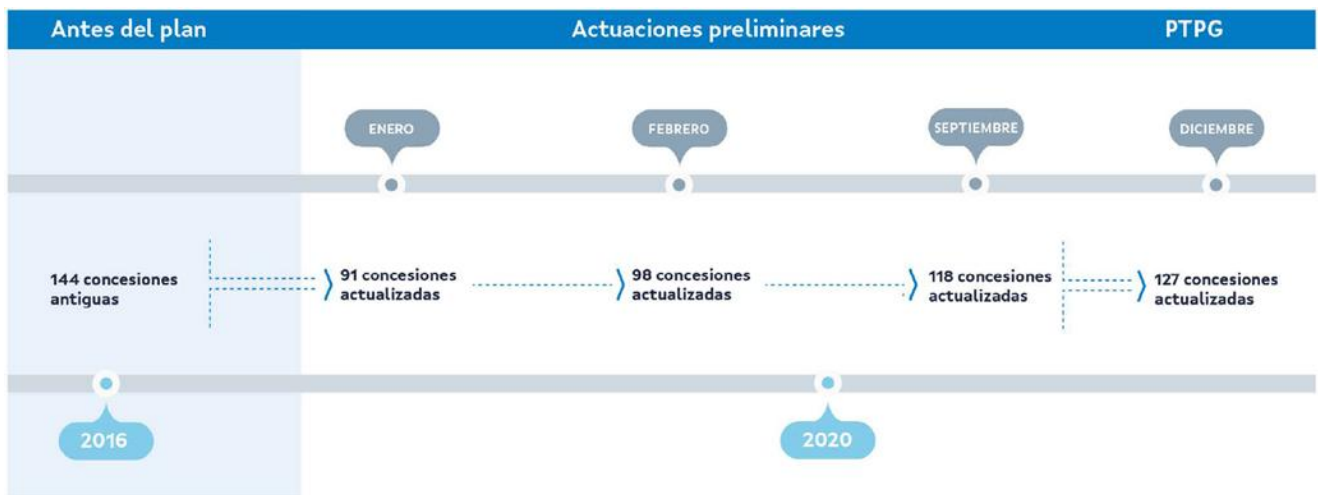 Antes del plan
Actuaciones preliminares
PTPG
ENERO
FEBRERO
SEPTIEMBRE
DICIEMBRE
144 concesiones
antiguas
91 concesiones
actualizadas
98 concesiones
actualizadas
118 concesiones
actualizadas
127 concesiones
actualizadas
2016
2020